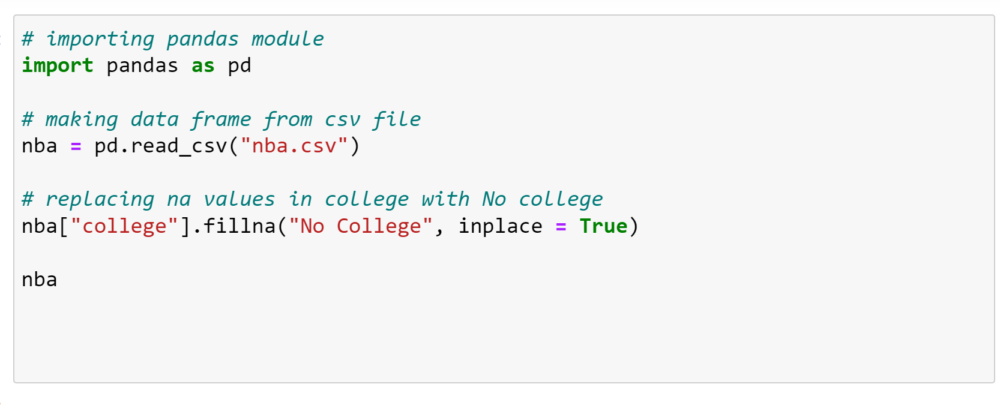 # importing pandas module
import pandas as pd
# making data frame from csv file
nba = pd.read_csv("nba.csv")
# replacing na values in college with No college
nba["college"].fillna("No College", inplace = True)
nba